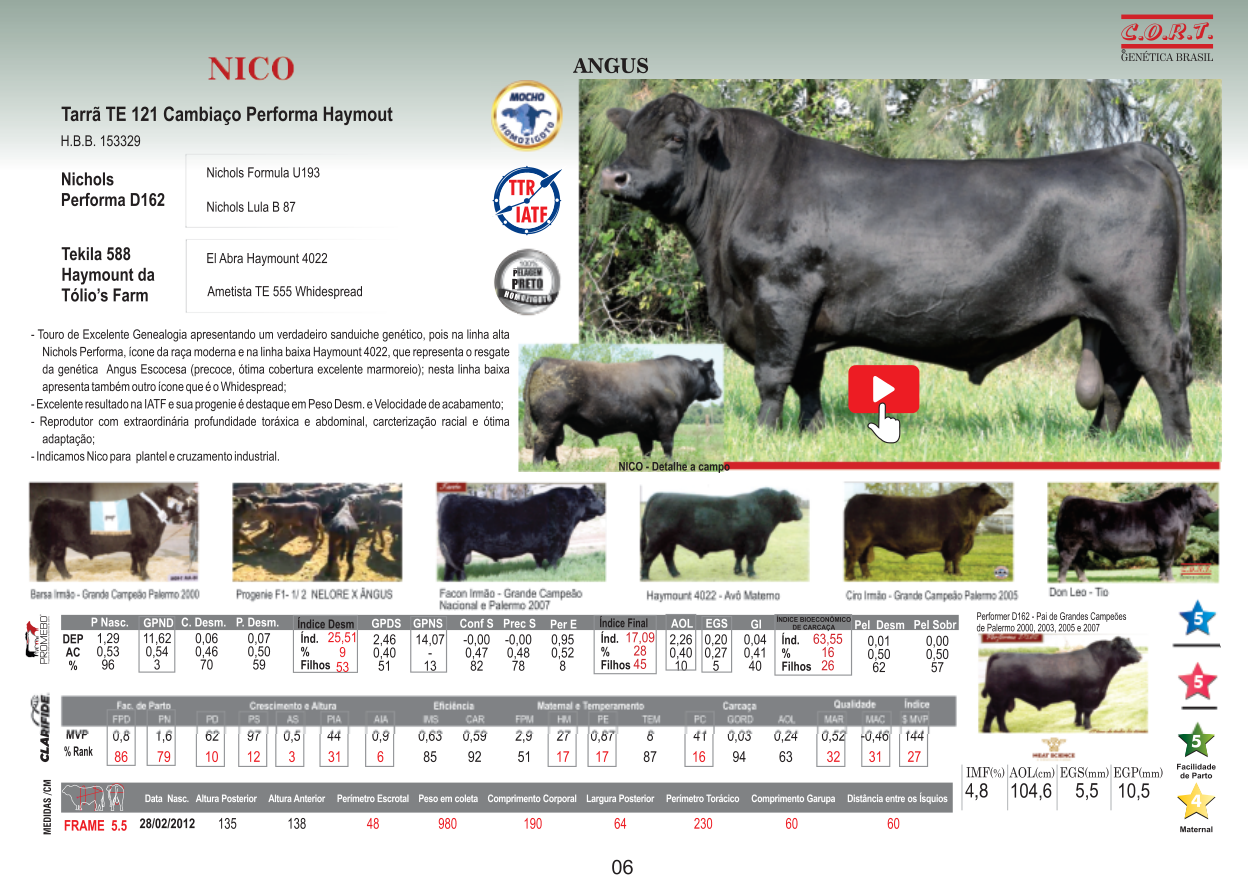 C.O.R.T.
GENÉTICA BRASIL
NICO
ANGUS
Tarrã TE 121 Cambiaço Performa Haymout
H.B.B. 153329
Nichols
Performa D162
Nichols Formula U193
Nichols Lula B 87
Tekila 588
Haymount da
Tólio’s Farm
El Abra Haymount 4022
Ametista TE 555 Whidespread
MOCHO
HOMOZIGOTO
TTR
IATF
100%
PELAGEM
PRETO
HOMOZIGOTO
- Touro de Excelente Genealogia apresentando um verdadeiro sanduiche genético, pois na linha alta
Nichols Performa, ícone da raça moderna e na linha baixa Haymount 4022, que representa o resgate
da genética Angus Escocesa (precoce, ótima cobertura excelente marmoreio); nesta linha baixa
apresenta também outro ícone que é o Whidespread;
- Excelente resultado na IATF e sua progenie é destaque em Peso Desm. e Velocidade de acabamento;
- Reprodutor com extraordinária profundidade toráxica e abdominal, carcterização racial e ótima
adaptação;
- Indicamos Nico para plantel e cruzamento industrial.
NICO - Detalhe a campo
Barsa Irmão - Grande Campeão Palermo 2000
Progenie F1- 1/ 2 NELORE X ÂNGUS
Facon Irmão - Grande Campeão
Nacional e Palermo 2007
Haymount 4022 - Avô Materno
Ciro Irmão - Grande Campeão Palermo 2005
Don Leo - Tio
PROMEBO
P Nasc. GPND C. Desm. P. Desm. Índice Desm GPDS GPNS Conf S Prec S Per E Índice Final AOL EGS GI ÍNDICE BIOECONÔMICO DE CARCAÇA Pel Desm Pel Sobr
DEP 1,29 11,62 0,06 0,07 Índ. 25,51 2,46 14,07 -0,00 -0,00 0,95 Índ. 17,09 2,26 0,20 0,04 Índ. 63,55 0,01 0,00
AC 0,53 0,54 0,46 0,50 % 9 0,40 - 0,47 0,48 0,52 % 28 0,40 0,27 0,41 % 16 0,50 0,50
% 96 3 70 59 Filhos 53 51 13 82 78 8 Filhos 45 10 5 40 Filhos 26 62 57
Performer D162 - Pai de Grandes Campeões
de Palermo 2000, 2003, 2005 e 2007
CLARIFIDE
Fac. de Parto Crescimento e Altura Eficiência Maternal e Temperamento Carcaça Qualidade Índice
FPD PN PD PS AS PIA AIA IMS CAR FPM HM PE TEM PC GORD AOL MAR MAC $ MVP
MVP 0,8 1,6 62 97 0,5 44 0,9 0,63 0,59 2,9 27 0,67 8 41 0,03 0,24 0,52 -0,46 144
% Rank 86 79 10 12 3 31 6 85 92 51 17 17 87 16 94 63 32 31 27
MEAT SCIENCE
IMF(%) AOL(cm) EGS(mm) EGP(mm)
4,8 104,6 5,5 10,5
5
5
5
Facilidade
de Parto
4
Maternal
MEDIDAS /CM
Data Nasc. Altura Posterior Altura Anterior Perímetro Escrotal Peso em coleta Comprimento Corporal Largura Posterior Perímetro Torácico Comprimento Garupa Distância entre os Ísquios
FRAME 5.5 28/02/2012 135 138 48 980 190 64 230 60 60
06